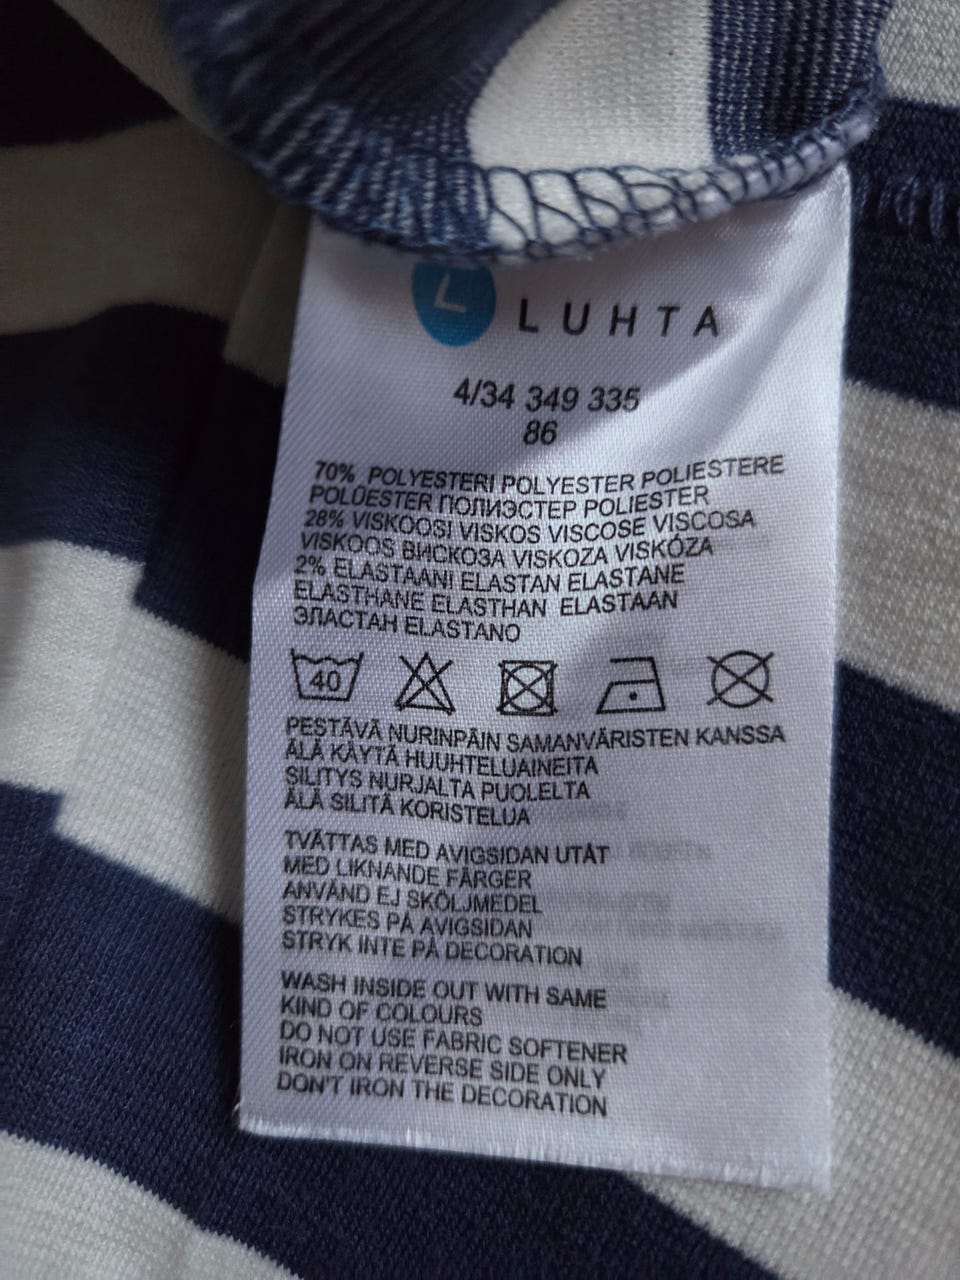 L LUHTA
4/34 349 335
86
70% POLYESTERI POLYESTER POLIESTERE
POLÜESTER ПОЛИЭСТЕР POLIESTER
28% VISKOOSI VISKOS VISCOSE VISCOSA
VISKOOS ВИСКОЗА VISKOZA VISKÓZA
2% ELASTAANI ELASTAN ELASTANE
ELASTHANE ELASTHAN ELASTAAN
ЭЛАСТАН ELASTANO
40
PESTÄVÄ NURINPÄIN SAMANVÄRISTEN KANSSA
ÄLÄ KÄYTÄ HUUHTELUAINEITA
SILITYS NURJALTA PUOLELTA
ÄLÄ SILITÄ KORISTELUA
TVÄTTAS MED AVIGSIDAN UTÅT
MED LIKNANDE FÄRGER
ANVÄND EJ SKÖLJMEDEL
STRYKES PÅ AVIGSIDAN
STRYK INTE PÅ DECORATION
WASH INSIDE OUT WITH SAME
KIND OF COLOURS
DO NOT USE FABRIC SOFTENER
IRON ON REVERSE SIDE ONLY
DON'T IRON THE DECORATION